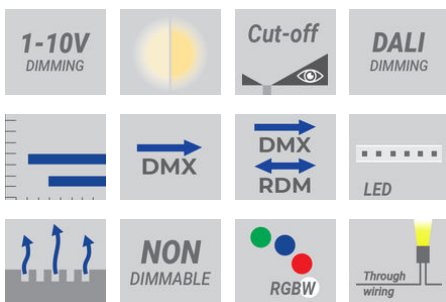 1-10V
DIMMING
Cut-off
DALI
DIMMING
DMX
DMX
RDM
LED
NON
DIMMABLE
RGBW
Through
wiring